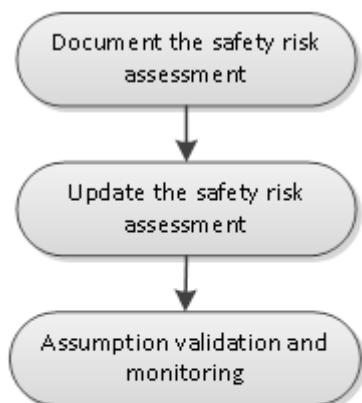 Document the safety risk
assessment
Update the safety risk
assessment
Assumption validation and
monitoring